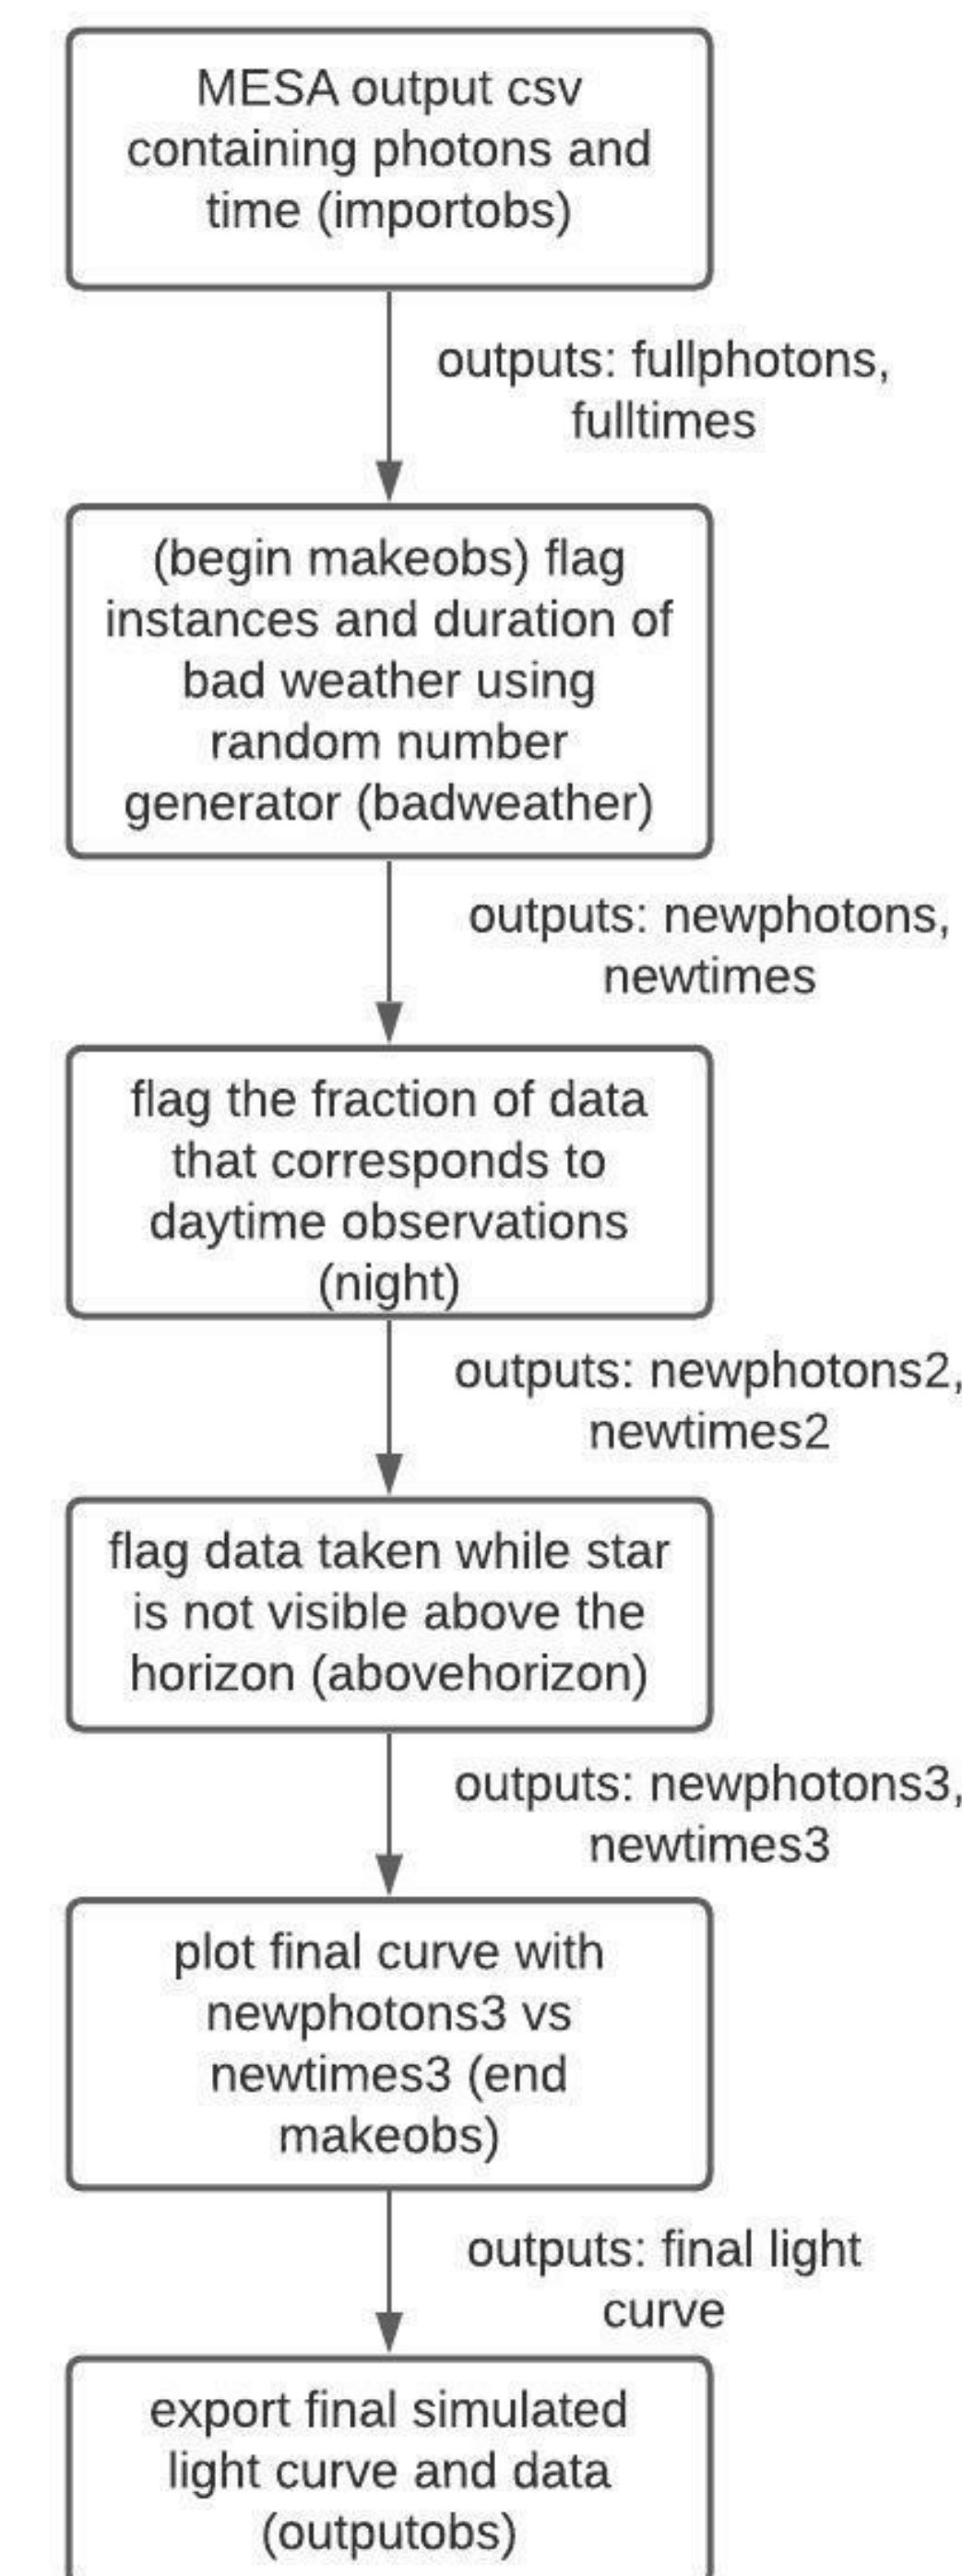 MESA output csv
containing photons and
time (importobs)
outputs: fullphotons,
fulltimes
(begin makeobs) flag
instances and duration of
bad weather using
random number
generator (badweather)
outputs: newphotons,
newtimes
flag the fraction of data
that corresponds to
daytime observations
(night)
outputs: newphotons2,
newtimes2
flag data taken while star
is not visible above the
horizon (abovehorizon)
outputs: newphotons3,
newtimes3
plot final curve with
newphotons3 vs
newtimes3 (end
makeobs)
outputs: final light
curve
export final simulated
light curve and data
(outputobs)